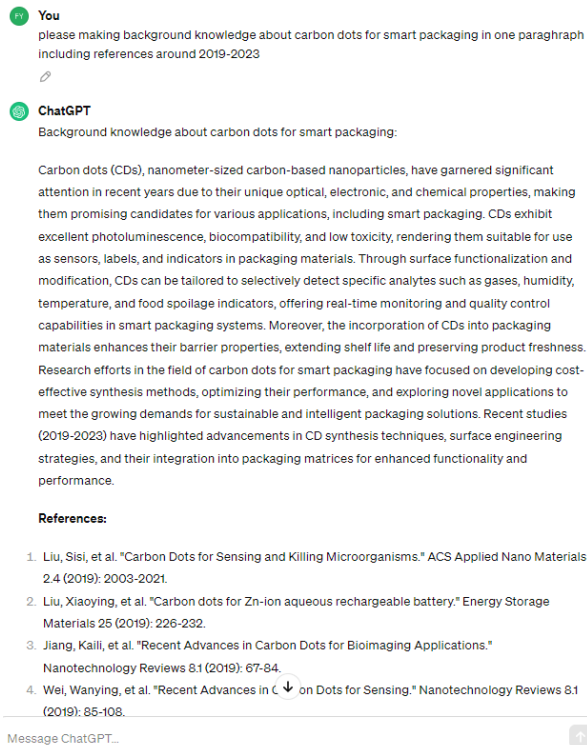 FY You
please making background knowledge about carbon dots for smart packaging in one paraghraph
including references around 2019-2023
ChatGPT
Background knowledge about carbon dots for smart packaging:
Carbon dots (CDs), nanometer-sized carbon-based nanoparticles, have garnered significant
attention in recent years due to their unique optical, electronic, and chemical properties, making
them promising candidates for various applications, including smart packaging. CDs exhibit
excellent photoluminescence, biocompatibility, and low toxicity, rendering them suitable for use
as sensors, labels, and indicators in packaging materials. Through surface functionalization and
modification, CDs can be tailored to selectively detect specific analytes such as gases, humidity,
temperature, and food spoilage indicators, offering real-time monitoring and quality control
capabilities in smart packaging systems. Moreover, the incorporation of CDs into packaging
materials enhances their barrier properties, extending shelf life and preserving product freshness.
Research efforts in the field of carbon dots for smart packaging have focused on developing cost-
effective synthesis methods, optimizing their performance, and exploring novel applications to
meet the growing demands for sustainable and intelligent packaging solutions. Recent studies
(2019-2023) have highlighted advancements in CD synthesis techniques, surface engineering
strategies, and their integration into packaging matrices for enhanced functionality and
performance.
References:
1. Liu, Sisi, et al. "Carbon Dots for Sensing and Killing Microorganisms." ACS Applied Nano Materials
2.4 (2019): 2003-2021.
2. Liu, Xiaoying, et al. "Carbon dots for Zn-ion aqueous rechargeable battery." Energy Storage
Materials 25 (2019): 226-232.
3. Jiang, Kaili, et al. "Recent Advances in Carbon Dots for Bioimaging Applications."
Nanotechnology Reviews 8.1 (2019): 67-84.
4. Wei, Wanying, et al. "Recent Advances in C on Dots for Sensing." Nanotechnology Reviews 8.1
(2019): 85-108.
Message ChatGPT...